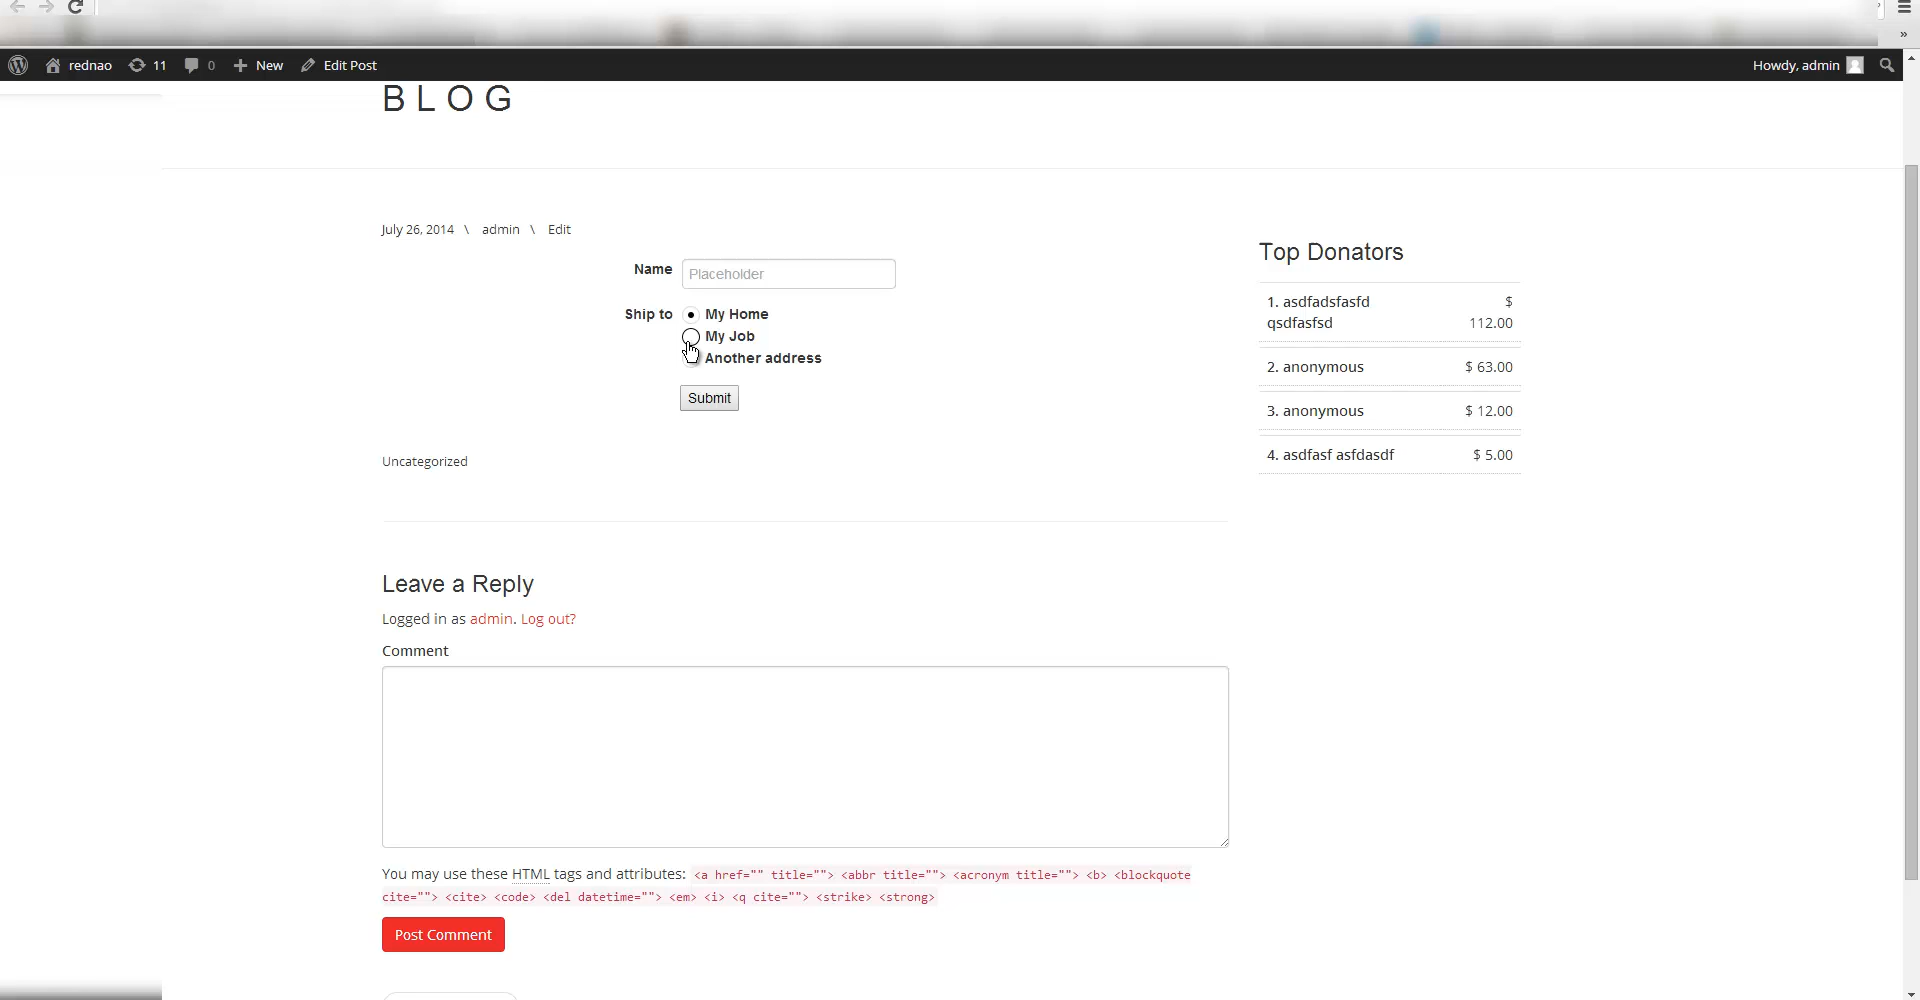 rednao 11 0 New Edit Post Howdy, admin
BLOG
July 26, 2014 \ admin \ Edit
Name Placeholder
Ship to My Home
My Job
Another address
Submit
Uncategorized
Top Donators
1. asdfadsfasfd $
qsdfasfsd 112.00
2. anonymous $ 63.00
3. anonymous $ 12.00
4. asdfasf asfdasdf $ 5.00
Leave a Reply
Logged in as admin. Log out?
Comment
You may use these HTML tags and attributes: <a href="" title=""> <abbr title=""> <acronym title=""> <b> <blockquote
cite=""> <cite> <code> <del datetime=""> <em> <i> <q cite=""> <strike> <strong>
Post Comment